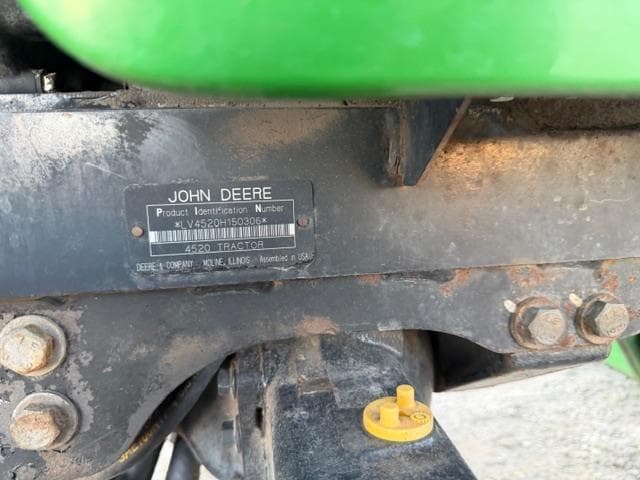 JOHN DEERE
Product Identification Number
*LV4520H150306*
4520 TRACTOR
DEERE & COMPANY MOLINE, ILLINOIS Assembled in USA